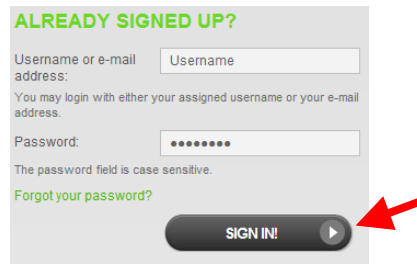 ALREADY SIGNED UP?
Username or e-mail address:
Username
You may login with either your assigned username or your e-mail
address.
Password:
••••••••
The password field is case sensitive.
Forgot your password?
SIGN IN!